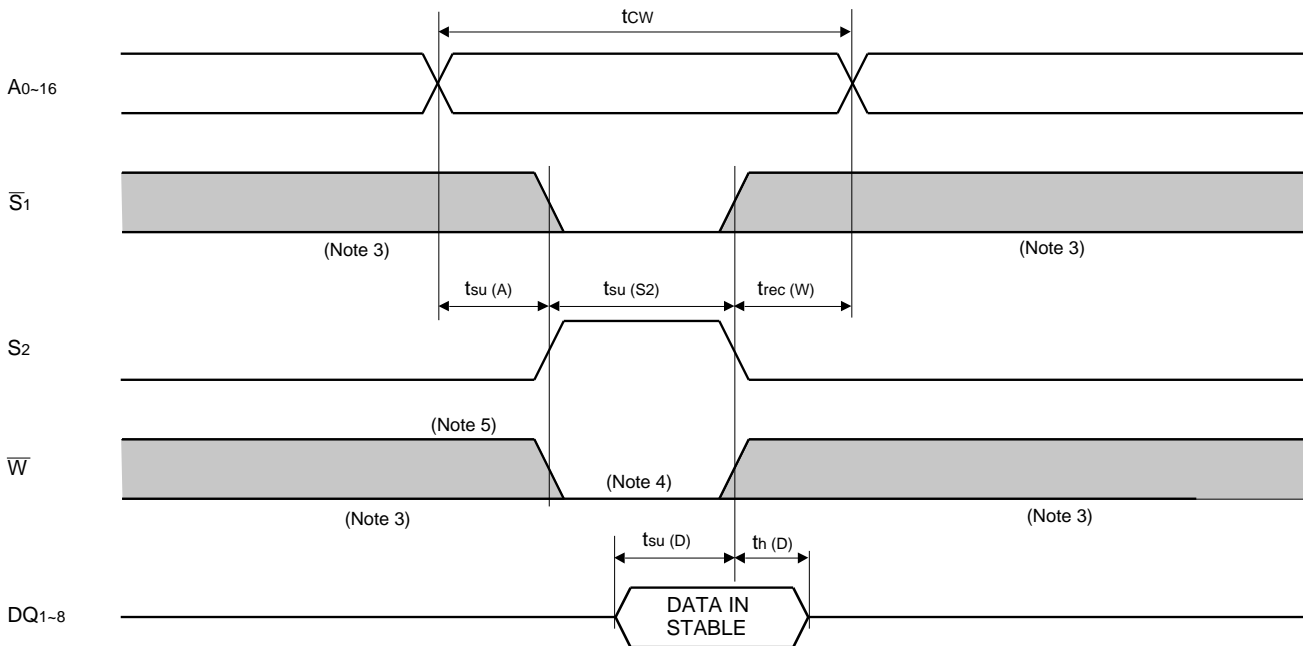 tCW
A0~16
S̅1
(Note 3) (Note 3)
tsu (A) tsu (S2) trec (W)
S2
(Note 5)
W̅
(Note 4)
(Note 3) (Note 3)
tsu (D) th (D)
DQ1~8
DATA IN
STABLE